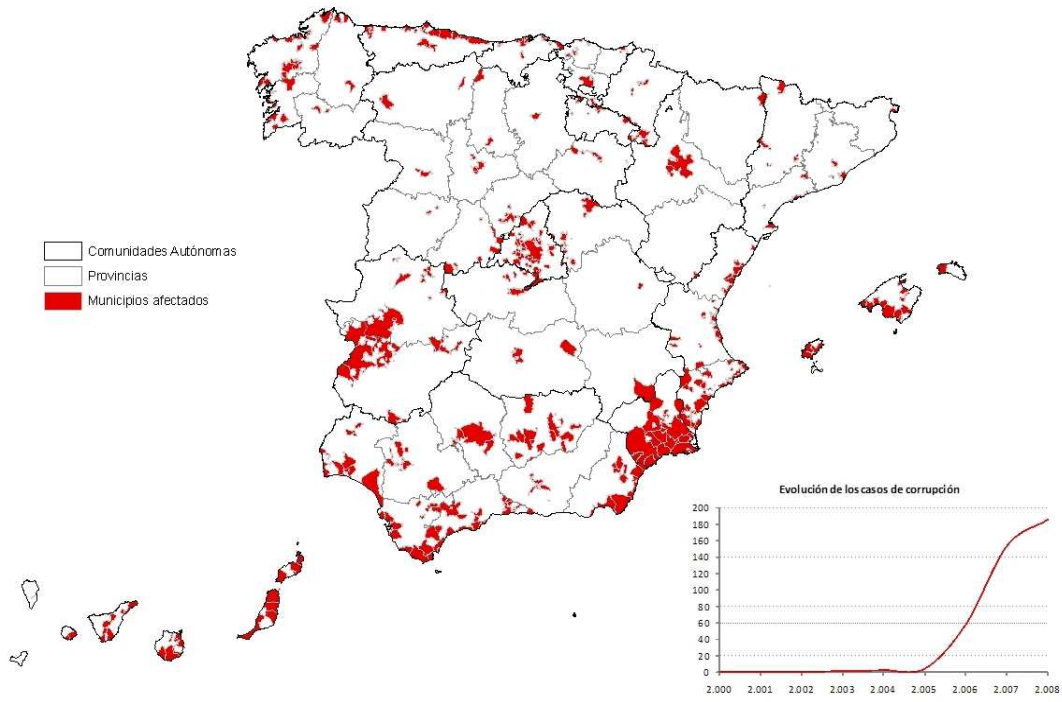 Comunidades Autónomas
Provincias
Municipios afectados
Evolución de los casos de corrupción
200
180
160
140
120
100
80
60
40
20
0
2.000 2.001 2.002 2.003 2.004 2.005 2.006 2.007 2.008